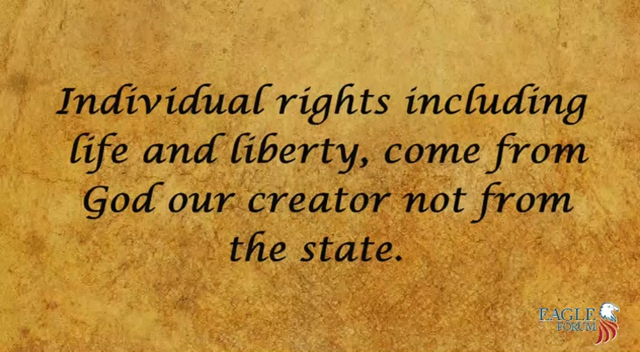 Individual rights including
life and liberty, come from
God our creator not from
the state.
EAGLE
FORUM